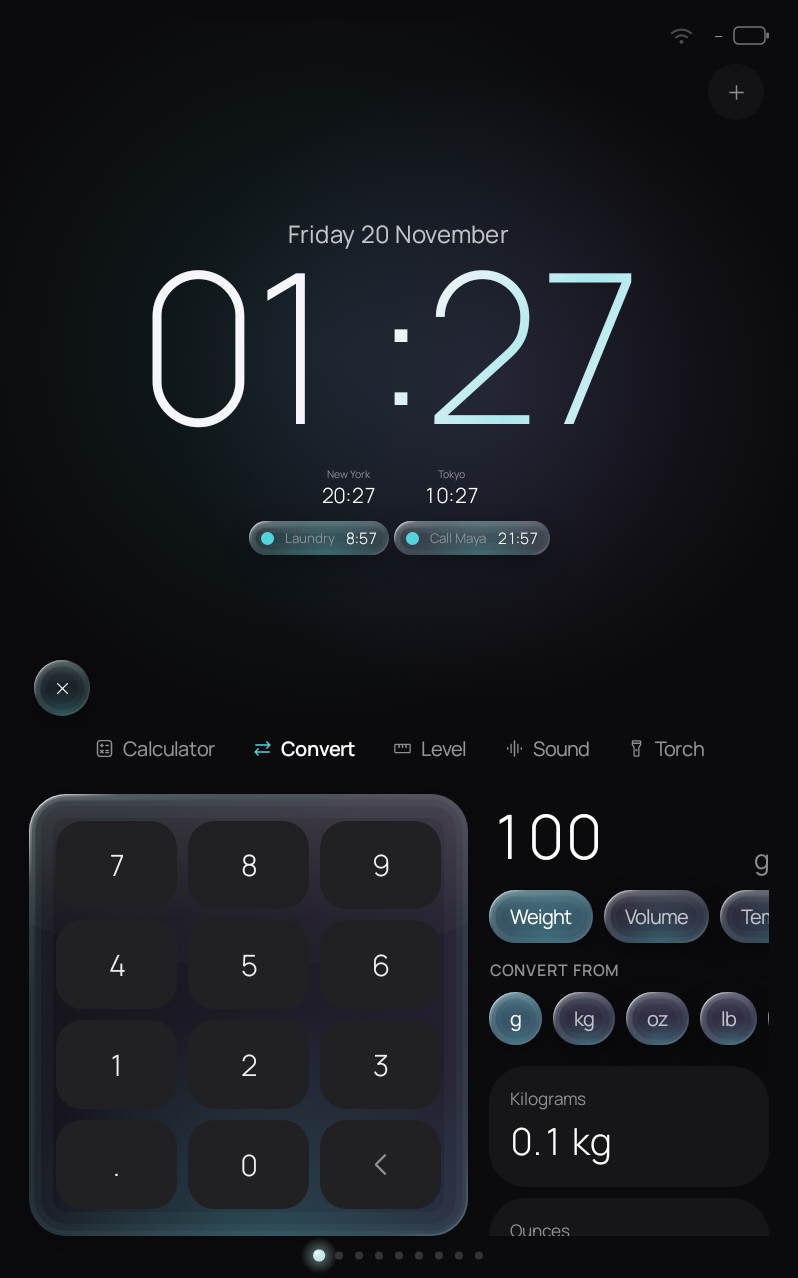 –
+
Friday 20 November
01 :27
New York Tokyo
20:27 10:27
Laundry 8:57 Call Maya 21:57
Calculator Convert Level Sound Torch
100 g
7 8 9
Weight Volume Tem
4 5 6
CONVERT FROM
g kg oz lb
1 2 3
Kilograms
0.1 kg
. 0
Ounces